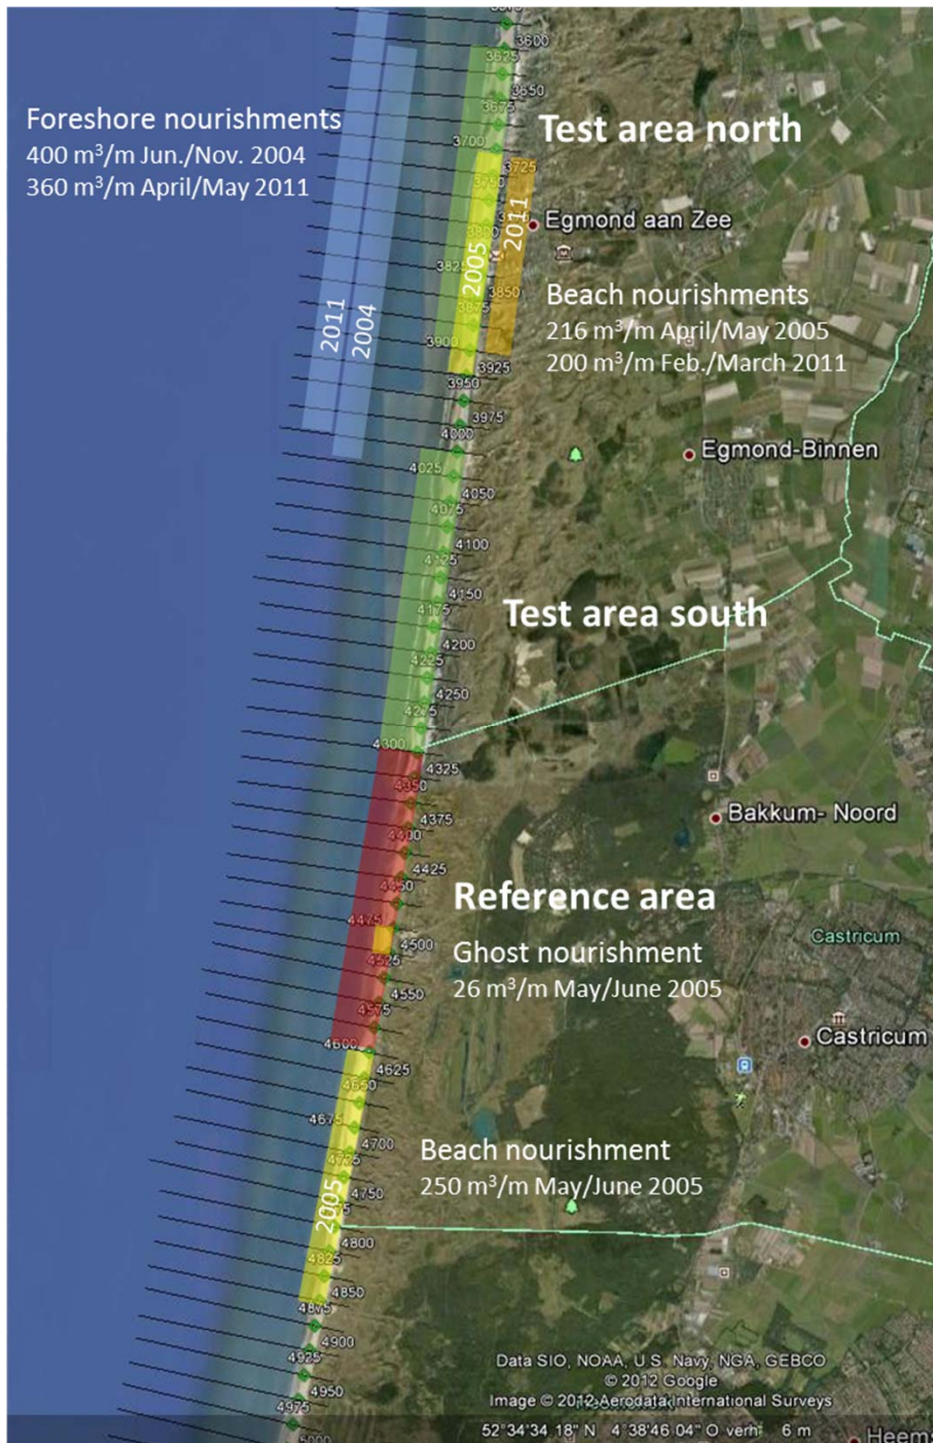 3600
3625
3650
3675
Foreshore nourishments
400 m³/m Jun./Nov. 2004
360 m³/m April/May 2011
Test area north
3700
3725
3750
Egmond aan Zee
2011
2005
3825
3850
3875
Beach nourishments
216 m³/m April/May 2005
200 m³/m Feb./March 2011
2011
2004
3900
3925
3950
3975
4000
Egmond-Binnen
4025
4050
4075
4100
4125
4150
4175
Test area south
4200
4225
4250
4275
4300
4325
4350
4375
Bakkum- Noord
4400
4425
4450
Reference area
4475
4500
Castricum
Ghost nourishment
26 m³/m May/June 2005
4525
4550
4575
Castricum
4600
4625
4650
4675
4700
Beach nourishment
250 m³/m May/June 2005
4725
4750
2005
4800
4825
4850
4875
4900
4925
4950
4975
5000
Data SIO, NOAA, U.S. Navy, NGA, GEBCO
© 2012 Google
Image © 2012 Aerodata International Surveys
52°34'34.18" N 4°38'46.04" O verh 6 m
Heems